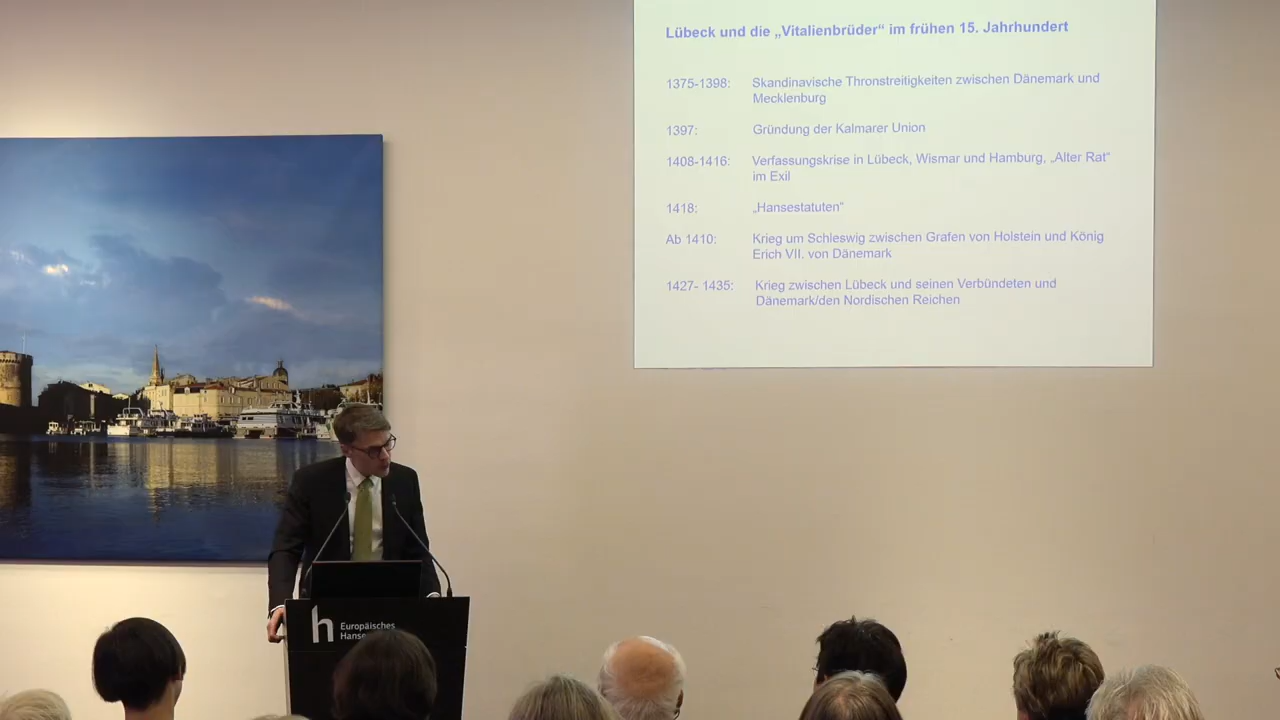 Lübeck und die „Vitalienbrüder“ im frühen 15. Jahrhundert
1375-1398: Skandinavische Thronstreitigkeiten zwischen Dänemark und
Mecklenburg
1397: Gründung der Kalmarer Union
1408-1416: Verfassungskrise in Lübeck, Wismar und Hamburg, „Alter Rat“
im Exil
1418: „Hansestatuten“
Ab 1410: Krieg um Schleswig zwischen Grafen von Holstein und König
Erich VII. von Dänemark
1427- 1435: Krieg zwischen Lübeck und seinen Verbündeten und
Dänemark/den Nordischen Reichen
h Europäisches